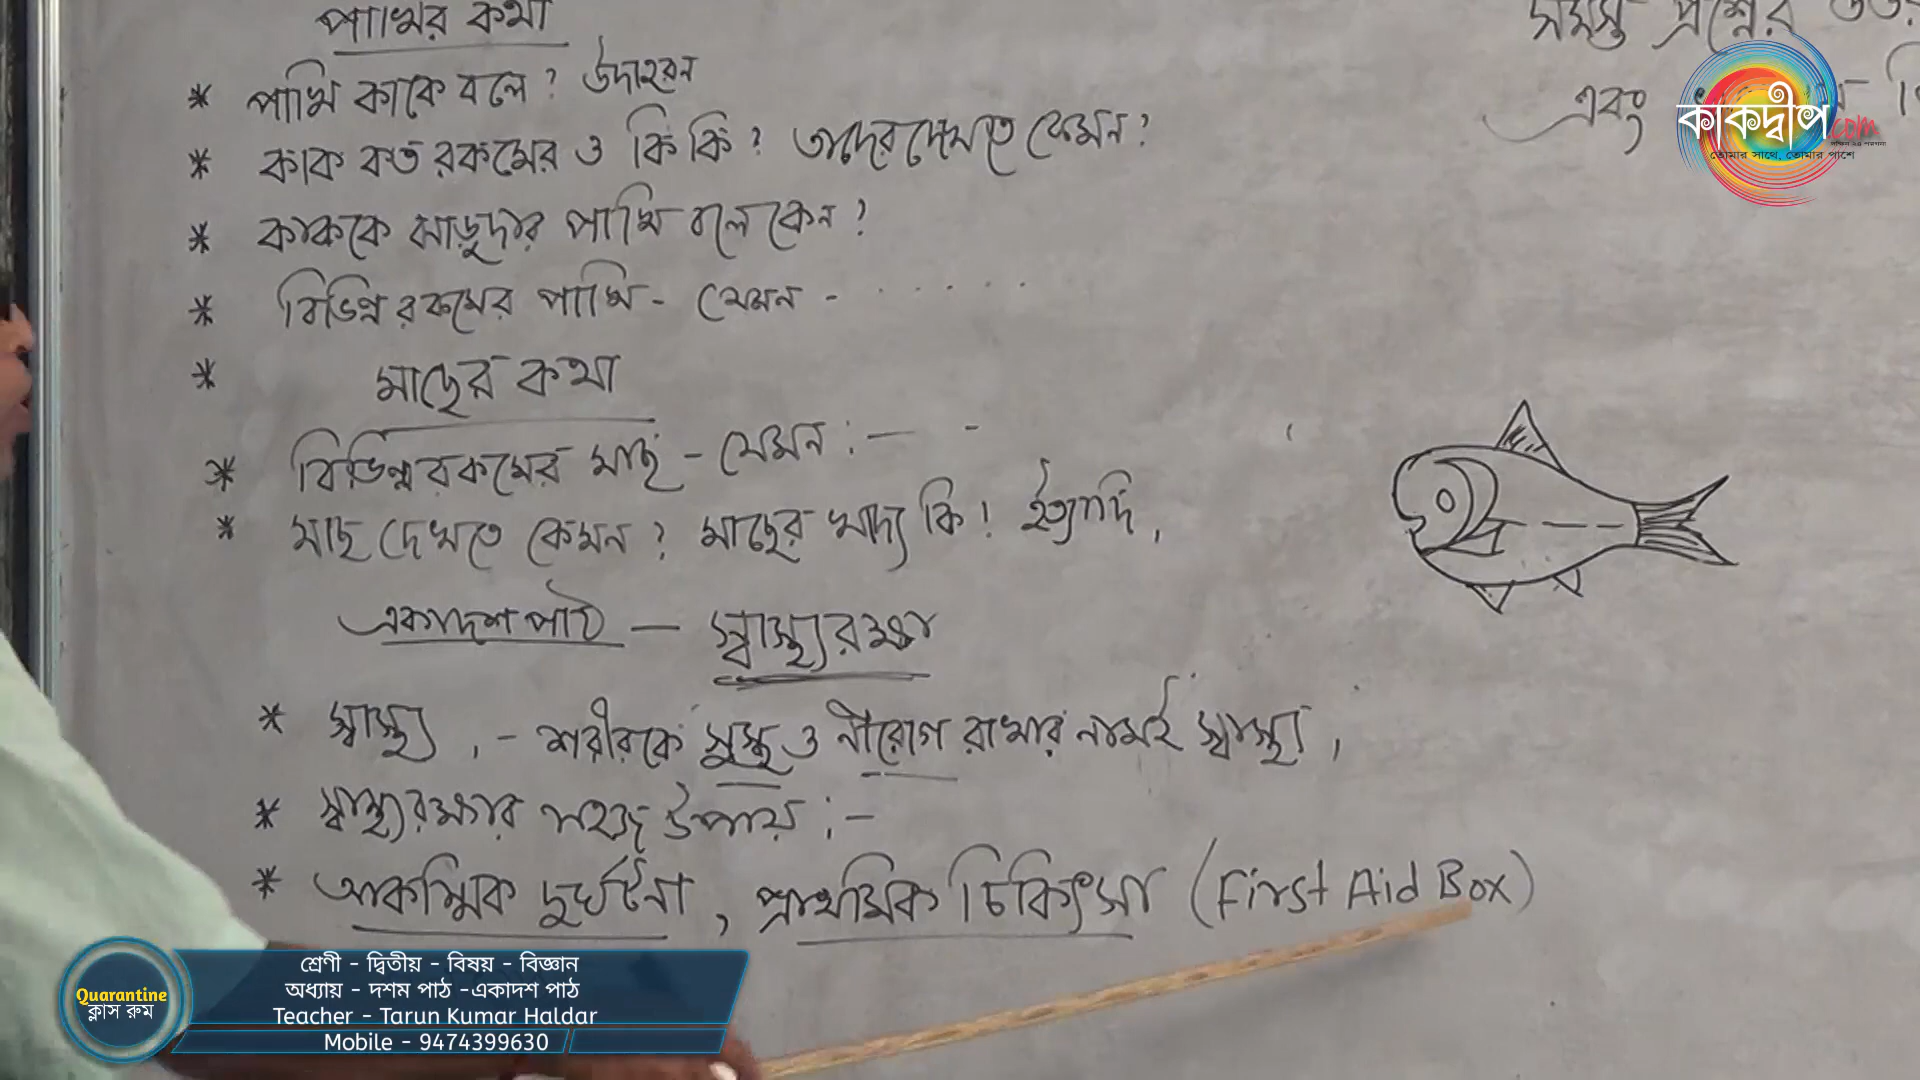 পাখির কথা
* পাখি কাকে বলে? উদাহরন
* কাক কত রকমের ও কি কি? তাদের দেখতে কেমন?
* কাককে ঝাড়ুদার পাখি বলে কেন?
* বিভিন্ন রকমের পাখি - যেমন - . . . . . .
* মাছের কথা
* বিভিন্ন রকমের মাছ - যেমন :— -
* মাছ দেখতে কেমন? মাছের খাদ্য কি! ইত্যাদি,
একাদশ পাঠ — স্বাস্থ্যরক্ষা
* স্বাস্থ্য, - শরীরকে সুস্থ ও নীরোগ রাখার নামই স্বাস্থ্য,
* স্বাস্থ্যরক্ষার সহজ উপায় :-
* আকস্মিক দুর্ঘটনা, প্রাথমিক চিকিৎসা (First Aid Box)
সমস্ত প্রশ্নের
এবং
কাকদ্বীপ.com
তোমার সাথে, তোমার পাশে
Quarantine
ক্লাস রুম
শ্রেণী - দ্বিতীয় - বিষয় - বিজ্ঞান
অধ্যায় - দশম পাঠ -একাদশ পাঠ
Teacher - Tarun Kumar Haldar
Mobile - 9474399630